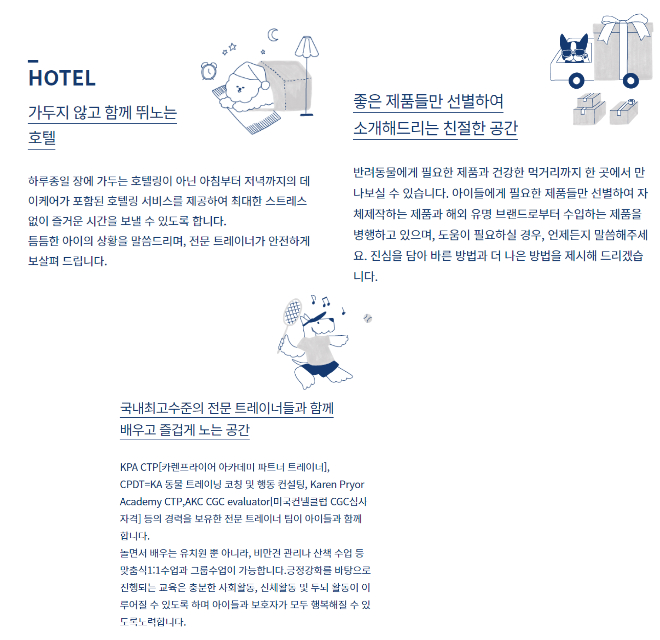 HOTEL
가두지 않고 함께 뛰노는
호텔
하루종일 장에 가두는 호텔링이 아닌 아침부터 저녁까지의 데
이케어가 포함된 호텔링 서비스를 제공하여 최대한 스트레스
없이 즐거운 시간을 보낼 수 있도록 합니다.
틈틈한 아이의 상황을 말씀드리며, 전문 트레이너가 안전하게
보살펴 드립니다.
좋은 제품들만 선별하여
소개해드리는 친절한 공간
반려동물에게 필요한 제품과 건강한 먹거리까지 한 곳에서 만
나보실 수 있습니다. 아이들에게 필요한 제품들만 선별하여 자
체제작하는 제품과 해외 유명 브랜드로부터 수입하는 제품을
병행하고 있으며, 도움이 필요하실 경우, 언제든지 말씀해주세
요. 진심을 담아 바른 방법과 더 나은 방법을 제시해 드리겠습
니다.
국내최고수준의 전문 트레이너들과 함께
배우고 즐겁게 노는 공간
KPA CTP[카렌프라이어 아카데미 파트너 트레이너],
CPDT=KA 동물 트레이닝 코칭 및 행동 컨설팅, Karen Pryor
Academy CTP,AKC CGC evaluator[미국컨넬클럽 CGC심사
자격] 등의 경력을 보유한 전문 트레이너 팀이 아이들과 함께
합니다.
놀면서 배우는 유치원 뿐 아니라, 비만견 관리나 산책 수업 등
맞춤식1:1수업과 그룹수업이 가능합니다.긍정강화를 바탕으로
진행되는 교육은 충분한 사회활동, 신체활동 및 두뇌 활동이 이
루어질 수 있도록 하며 아이들과 보호자가 모두 행복해질 수 있
도록노력합니다.